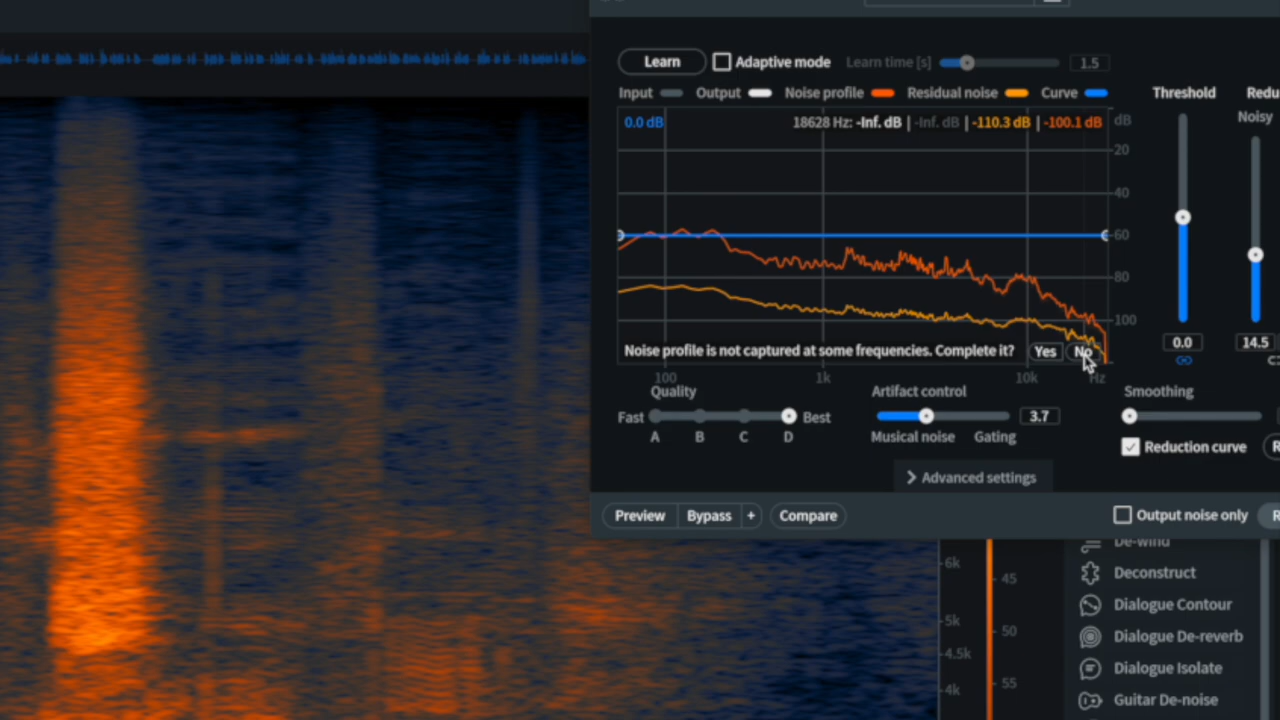 Learn Adaptive mode Learn time [s] 1.5
Input Output Noise profile Residual noise Curve
Threshold
Noisy
0.0 dB 18628 Hz: -Inf. dB | -Inf. dB | -110.3 dB | -100.1 dB
dB
20
40
60
80
100
Noise profile is not captured at some frequencies. Complete it? Yes No
0.0 14.5
100 1k 10k Hz
Quality Artifact control Smoothing
Fast Best 3.7
A B C D Musical noise Gating
Reduction curve
Advanced settings
Preview Bypass + Compare Output noise only
De-wind
Deconstruct
Dialogue Contour
Dialogue De-reverb
Dialogue Isolate
Guitar De-noise
6k
5k
4.5k
4k
45
50
55